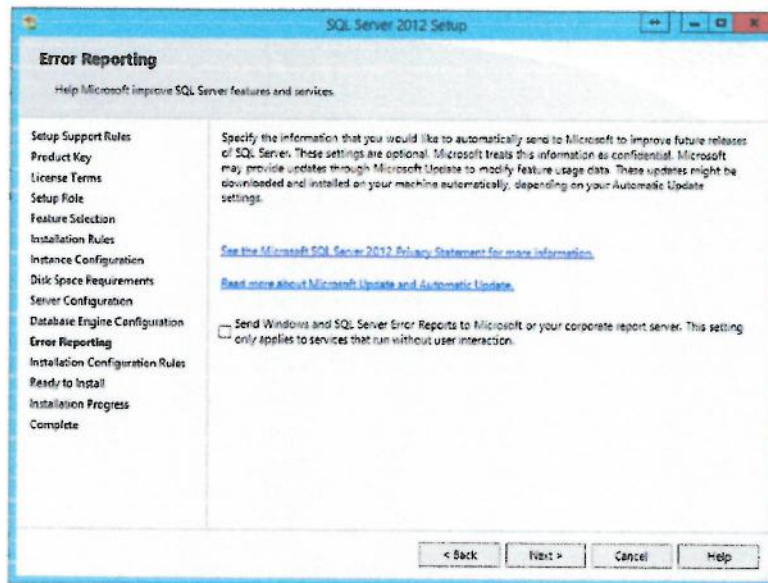 SQL Server 2012 Setup
Error Reporting
Help Microsoft improve SQL Server features and services.
Setup Support Rules
Product Key
License Terms
Setup Role
Feature Selection
Installation Rules
Instance Configuration
Disk Space Requirements
Server Configuration
Database Engine Configuration
Error Reporting
Installation Configuration Rules
Ready to Install
Installation Progress
Complete
Specify the information that you would like to automatically send to Microsoft to improve future releases
of SQL Server. These settings are optional. Microsoft treats this information as confidential. Microsoft
may provide updates through Microsoft Update to modify feature usage data. These updates might be
downloaded and installed on your machine automatically, depending on your Automatic Update
settings.
See the Microsoft SQL Server 2012 Privacy Statement for more information.
Read more about Microsoft Update and Automatic Update.
Send Windows and SQL Server Error Reports to Microsoft or your corporate report server. This setting
only applies to services that run without user interaction.
< Back
Next >
Cancel
Help